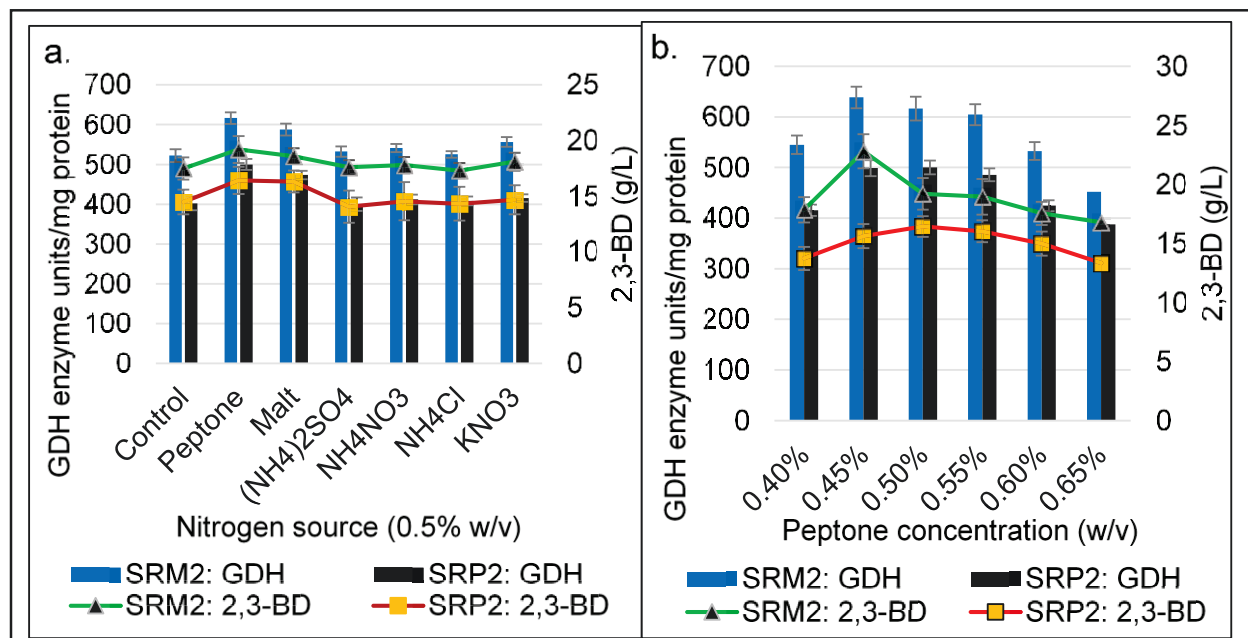 a.
GDH enzyme units/mg protein
700
600
500
400
300
200
100
0
25
20
15
10
5
0
2,3-BD (g/L)
Control
Peptone
Malt
(NH4)2SO4
NH4NO3
NH4Cl
KNO3
Nitrogen source (0.5% w/v)
SRM2: GDH
SRP2: GDH
SRM2: 2,3-BD
SRP2: 2,3-BD
b.
GDH enzyme units/mg protein
700
600
500
400
300
200
100
0
30
25
20
15
10
5
0
2,3-BD (g/L)
0.40%
0.45%
0.50%
0.55%
0.60%
0.65%
Peptone concentration (w/v)
SRM2: GDH
SRP2: GDH
SRM2: 2,3-BD
SRP2: 2,3-BD